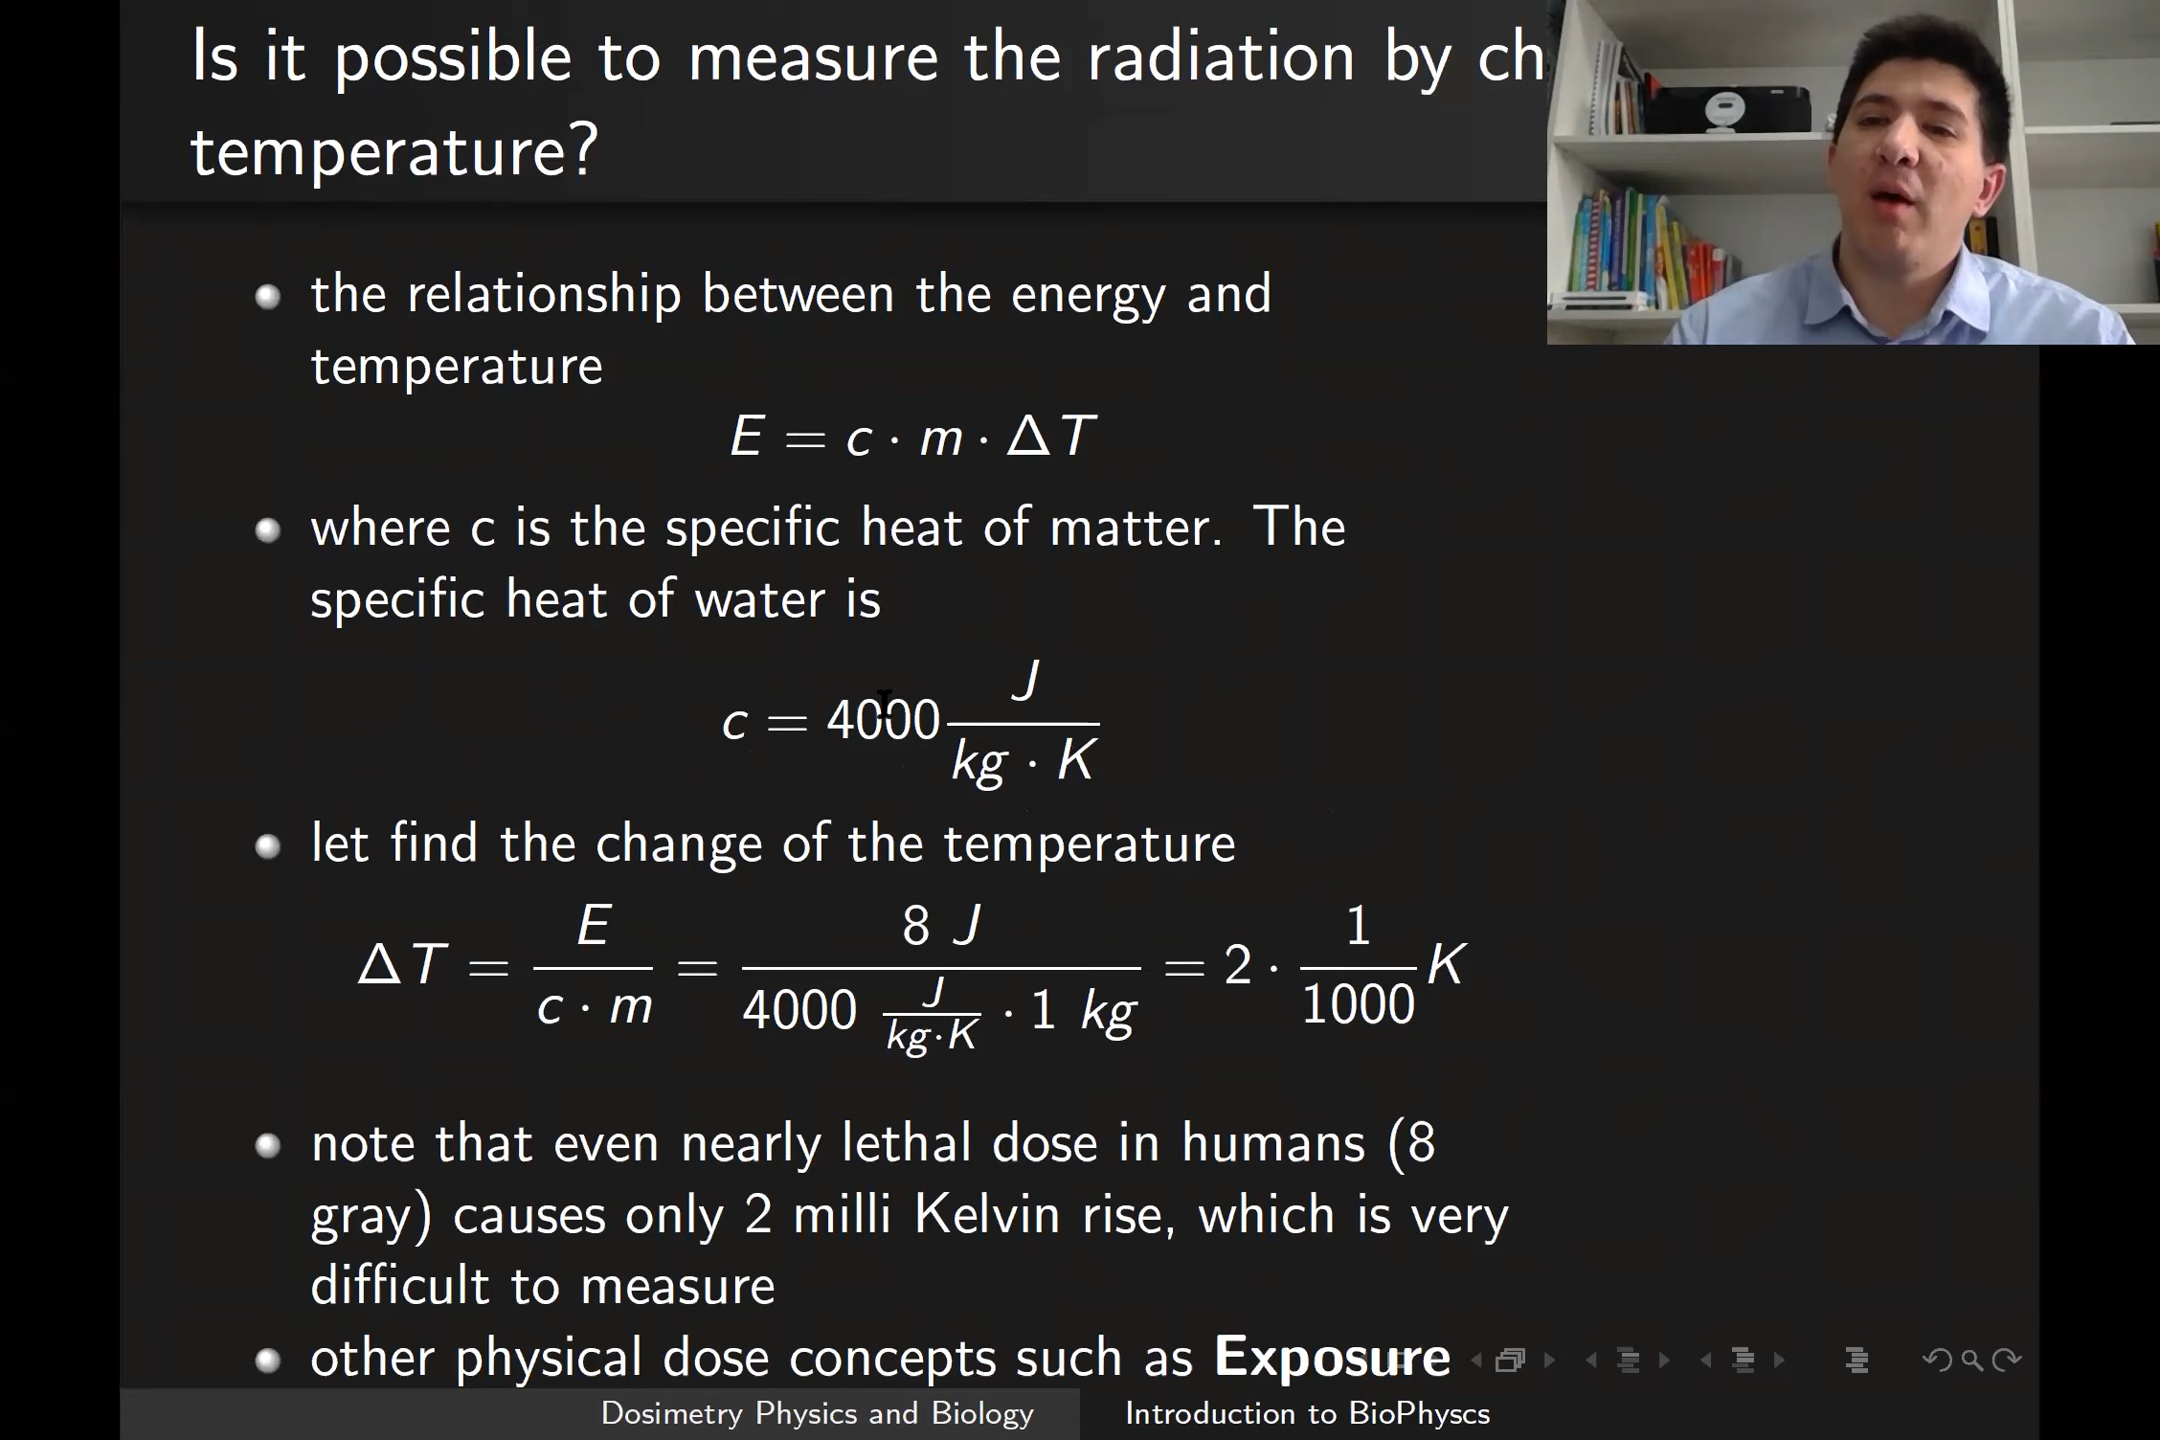 Is it possible to measure the radiation by ch
temperature?
the relationship between the energy and
temperature
E = c · m · ΔT
where c is the specific heat of matter. The
specific heat of water is
c = 4000 J / kg · K
let find the change of the temperature
ΔT = E / c · m = 8 J / 4000 J / kg·K · 1 kg = 2 · 1 / 1000 K
note that even nearly lethal dose in humans (8
gray) causes only 2 milli Kelvin rise, which is very
difficult to measure
other physical dose concepts such as Exposure
Dosimetry Physics and Biology Introduction to BioPhyscs